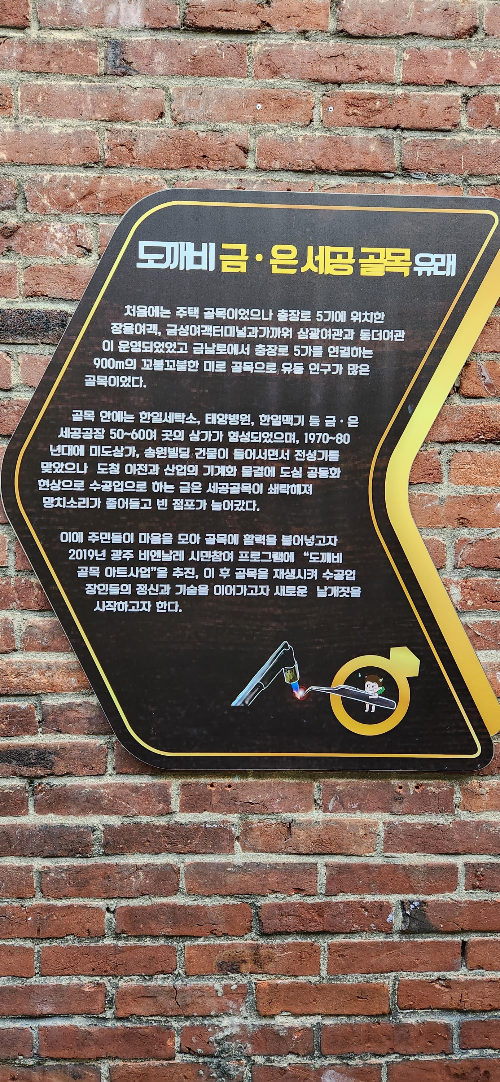 도깨비 금·은 세공 골목 유래
처음에는 주택 골목이었으나 충장로 5가에 위치한
장흥여객, 금성여객터미널과가까워 삼광여관과 동더여관
이 운영되었었고 금남로에서 충장로 5가를 연결하는
900m의 꼬불꼬불한 미로 골목으로 유동 인구가 많은
골목이었다.
골목 안에는 한일세탁소, 태양병원, 한일맥기 등 금·은
세공공장 50~60여 곳의 상가가 형성되었으며, 1970~80
년대에 미도상가, 송원빌딩 건물이 들어서면서 전성기를
맞았으나 도청 이전과 산업의 기계화 물결에 도심 공동화
현상으로 수공업으로 하는 금은 세공골목이 쇄락해져
망치소리가 줄어들고 빈 점포가 늘어갔다.
이에 주민들이 마을을 모아 골목에 활력을 불어넣고자
2019년 광주 비엔날레 시민참여 프로그램에 "도깨비
골목 아트사업"을 추진, 이 후 골목을 재생시켜 수공업
장인들의 정신과 기술을 이어가고자 새로운 날개짓을
시작하고자 한다.